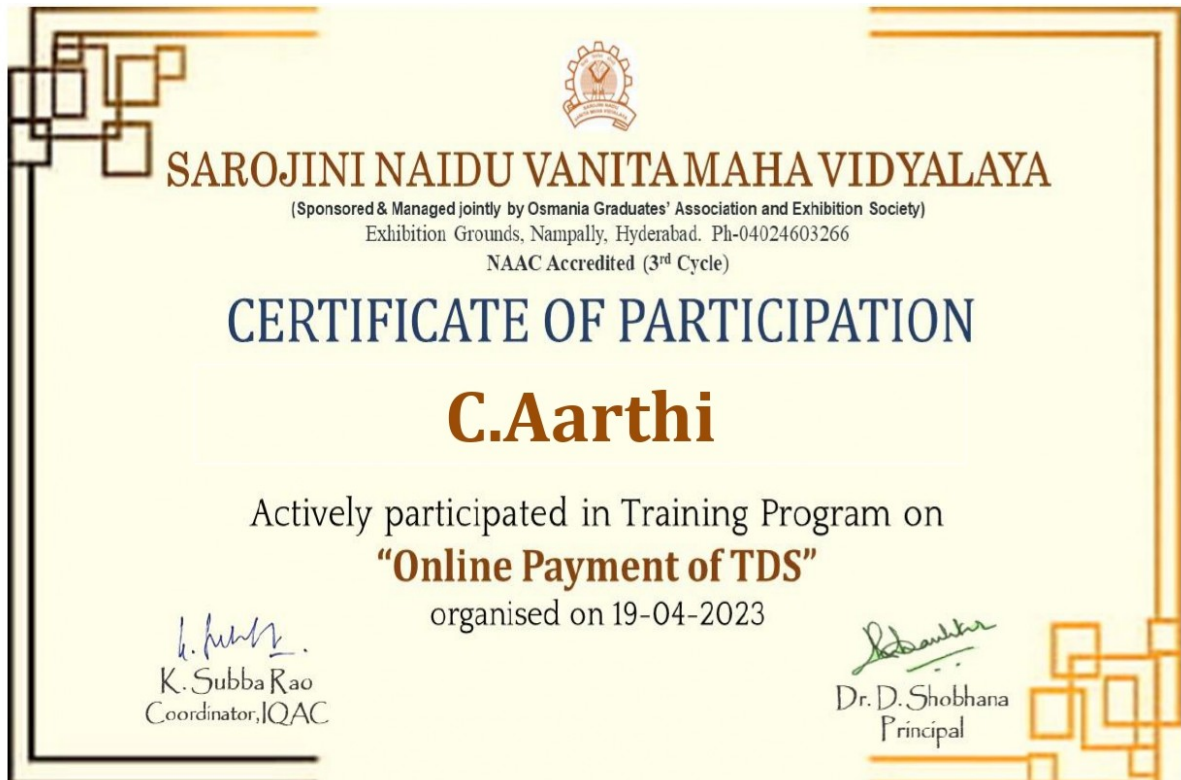 SAROJINI NAIDU VANITA MAHA VIDYALAYA
(Sponsored & Managed jointly by Osmania Graduates' Association and Exhibition Society)
Exhibition Grounds, Nampally, Hyderabad. Ph-04024603266
NAAC Accredited (3rd Cycle)
CERTIFICATE OF PARTICIPATION
C.Aarthi
Actively participated in Training Program on
“Online Payment of TDS”
organised on 19-04-2023
K. Subba Rao
Coordinator,IQAC
Dr. D. Shobhana
Principal